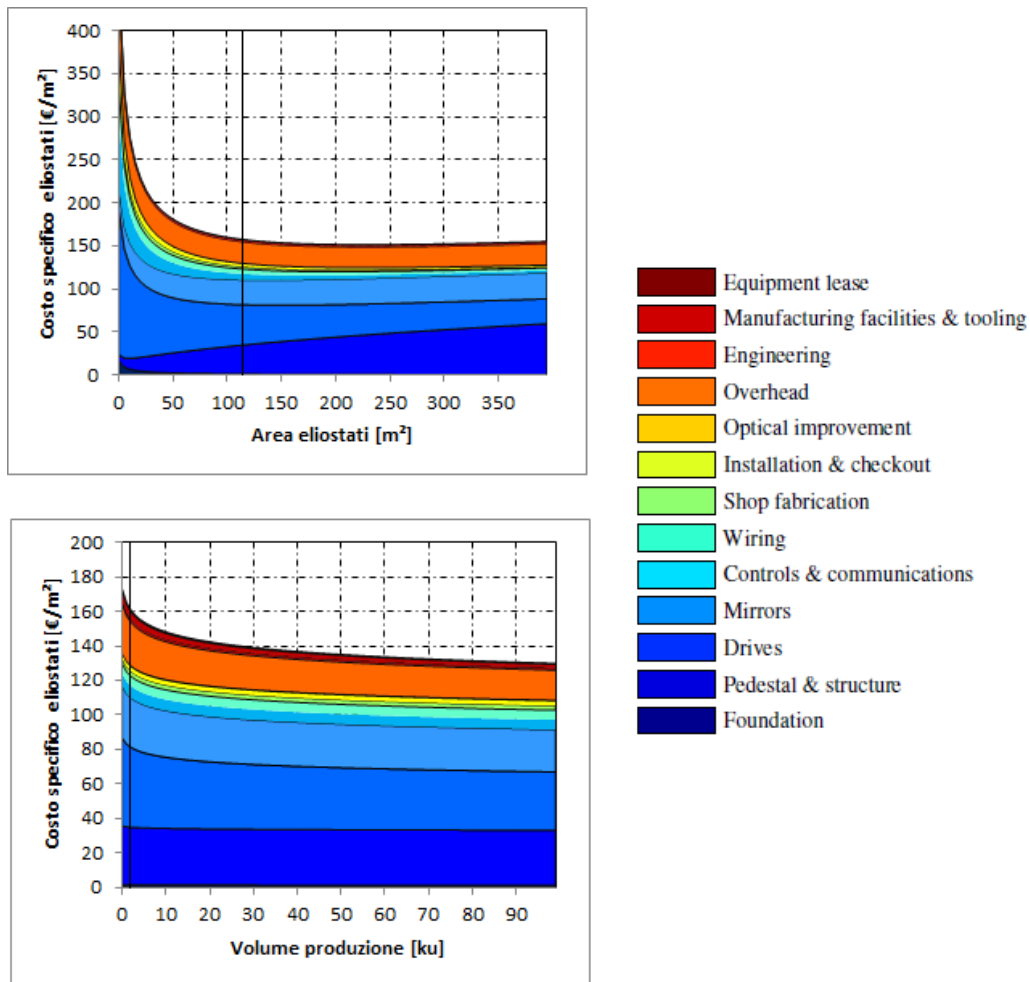 Costo specifico eliostati [€/m²]
400
350
300
250
200
150
100
50
0
0 50 100 150 200 250 300 350
Area eliostati [m²]
Costo specifico eliostati [€/m²]
200
180
160
140
120
100
80
60
40
20
0
0 10 20 30 40 50 60 70 80 90
Volume produzione [ku]
Equipment lease
Manufacturing facilities & tooling
Engineering
Overhead
Optical improvement
Installation & checkout
Shop fabrication
Wiring
Controls & communications
Mirrors
Drives
Pedestal & structure
Foundation